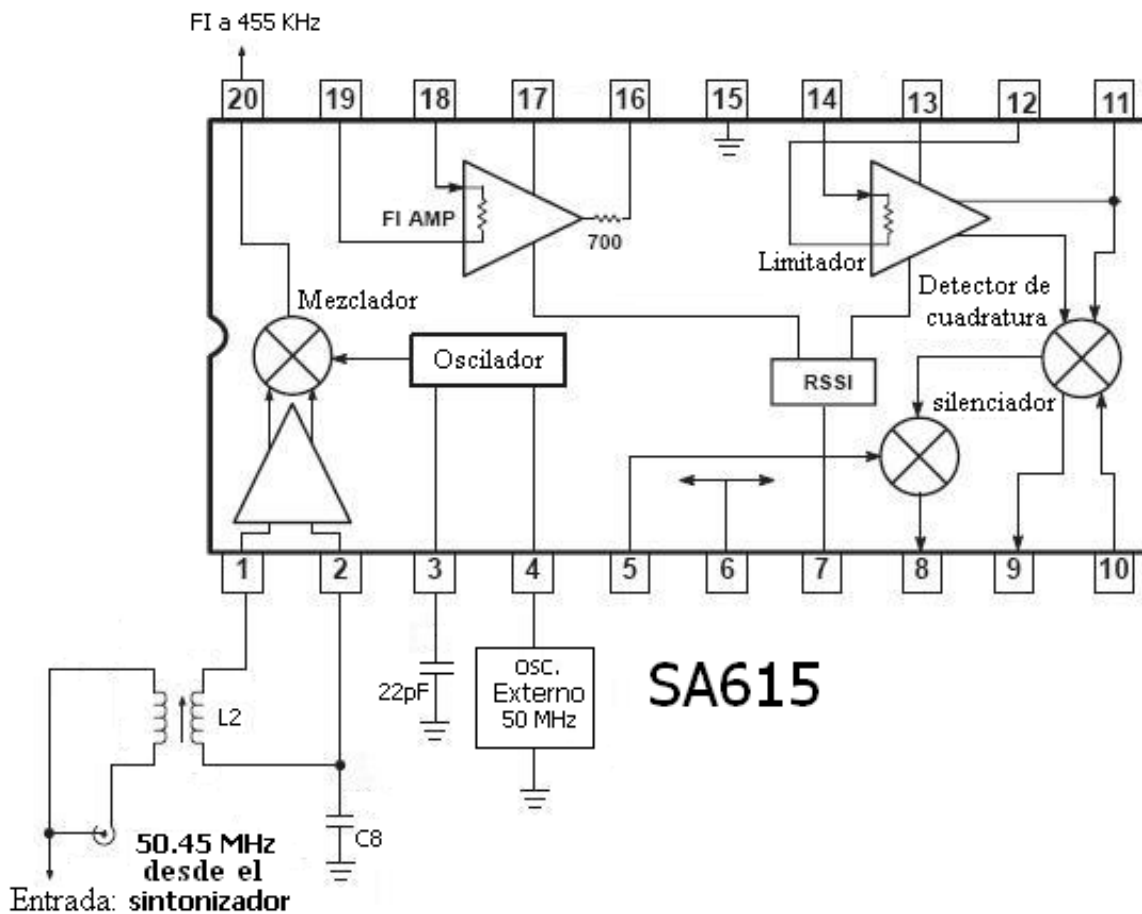 FI a 455 KHz
20 19 18 17 16 15 14 13 12 11
FI AMP
700
Limitador
Mezclador
Detector de
cuadratura
Oscilador
RSSI
silenciador
1 2 3 4 5 6 7 8 9 10
L2
22pF
OSC.
Externo
50 MHz
SA615
C8
50.45 MHz
desde el
Entrada: sintonizador